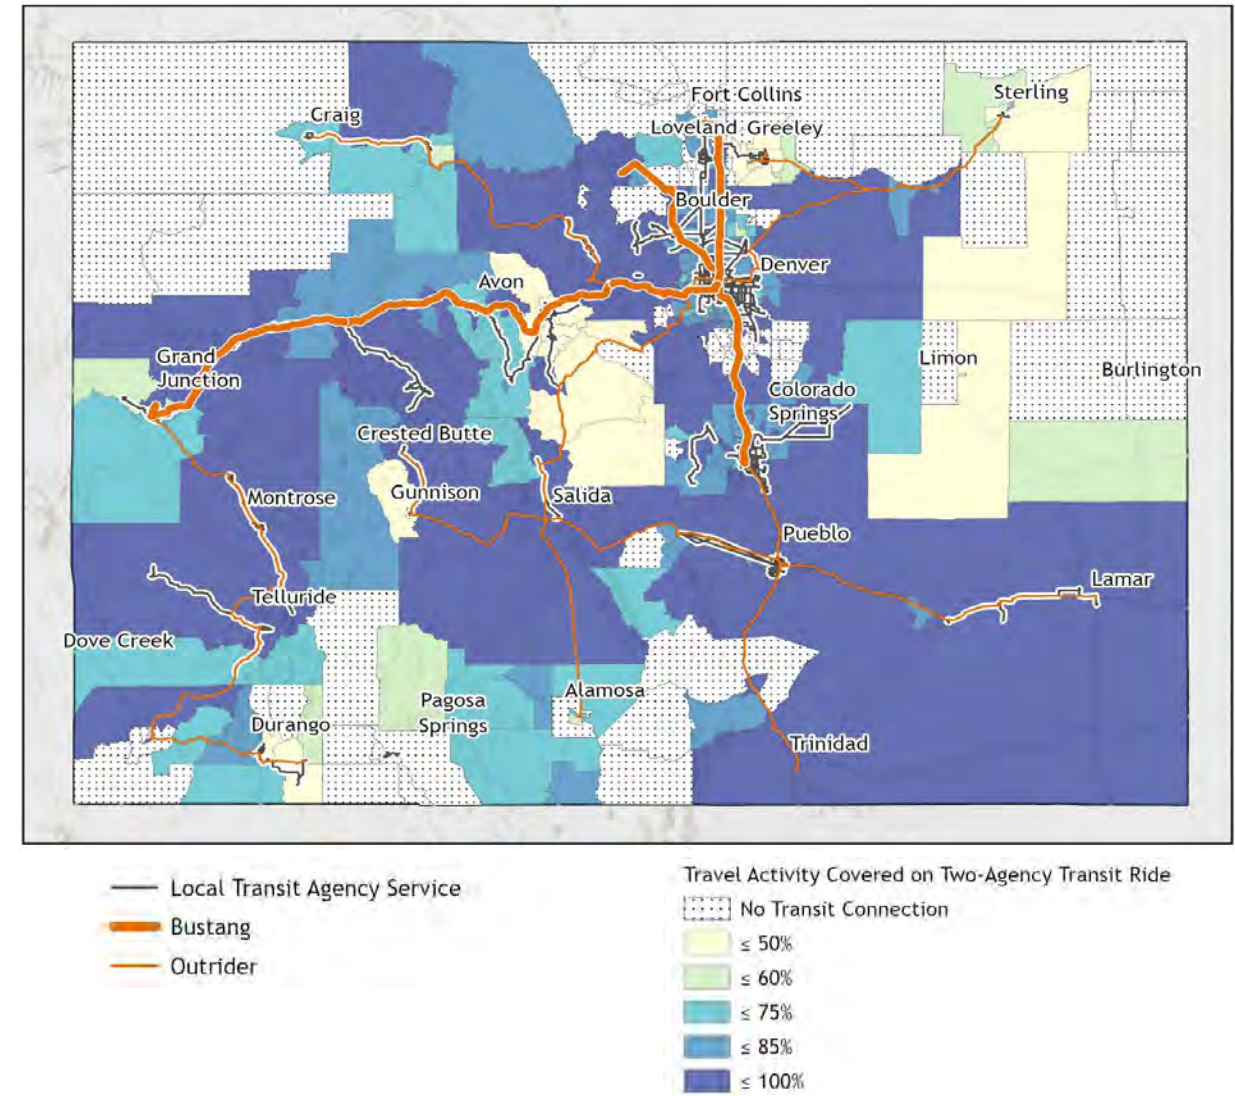 Fort Collins
Sterling
Craig
Loveland Greeley
Boulder
Denver
Avon
Grand
Junction
Limon
Burlington
Colorado
Springs
Crested Butte
Gunnison
Montrose
Salida
Pueblo
Lamar
Telluride
Dove Creek
Pagosa
Springs
Alamosa
Durango
Trinidad
Local Transit Agency Service
Bustang
Outrider
Travel Activity Covered on Two-Agency Transit Ride
No Transit Connection
≤ 50%
≤ 60%
≤ 75%
≤ 85%
≤ 100%